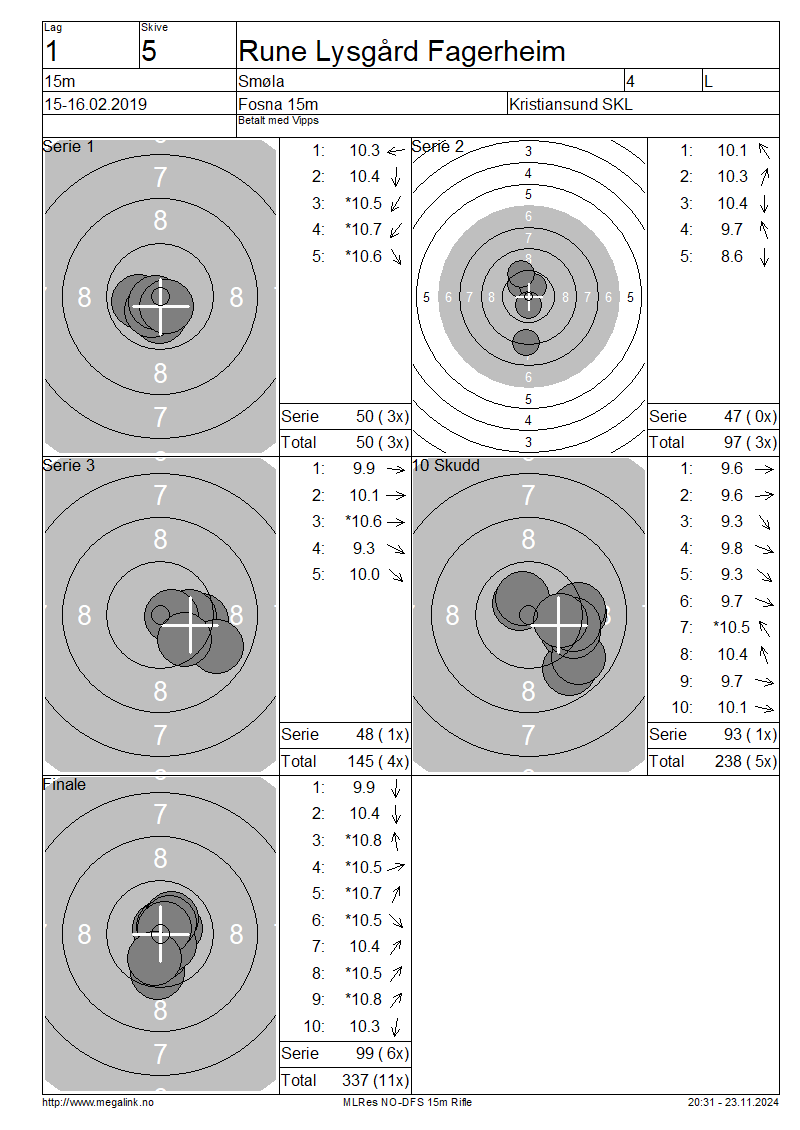 Lag
Skive
1
5
Rune Lysgård Fagerheim
15m
Smøla
4
L
15-16.02.2019
Fosna 15m
Kristiansund SKL
Betalt med Vipps
Serie 1
7
8
8
8
8
7
1: 10.3
2: 10.4
3: *10.5
4: *10.7
5: *10.6
Serie 50 ( 3x)
Total 50 ( 3x)
Serie 2
3
4
5
6
7
8
5 6 7 8 8 7 6 5
6
5
4
3
1: 10.1
2: 10.3
3: 10.4
4: 9.7
5: 8.6
Serie 47 ( 0x)
Total 97 ( 3x)
Serie 3
7
8
8
8
8
7
1: 9.9
2: 10.1
3: *10.6
4: 9.3
5: 10.0
Serie 48 ( 1x)
Total 145 ( 4x)
10 Skudd
7
8
8
8
8
7
1: 9.6
2: 9.6
3: 9.3
4: 9.8
5: 9.3
6: 9.7
7: *10.5
8: 10.4
9: 9.7
10: 10.1
Serie 93 ( 1x)
Total 238 ( 5x)
Finale
7
8
8
8
8
7
1: 9.9
2: 10.4
3: *10.8
4: *10.5
5: *10.7
6: *10.5
7: 10.4
8: *10.5
9: *10.8
10: 10.3
Serie 99 ( 6x)
Total 337 (11x)
http://www.megalink.no
MLRes NO-DFS 15m Rifle
20:31 - 23.11.2024